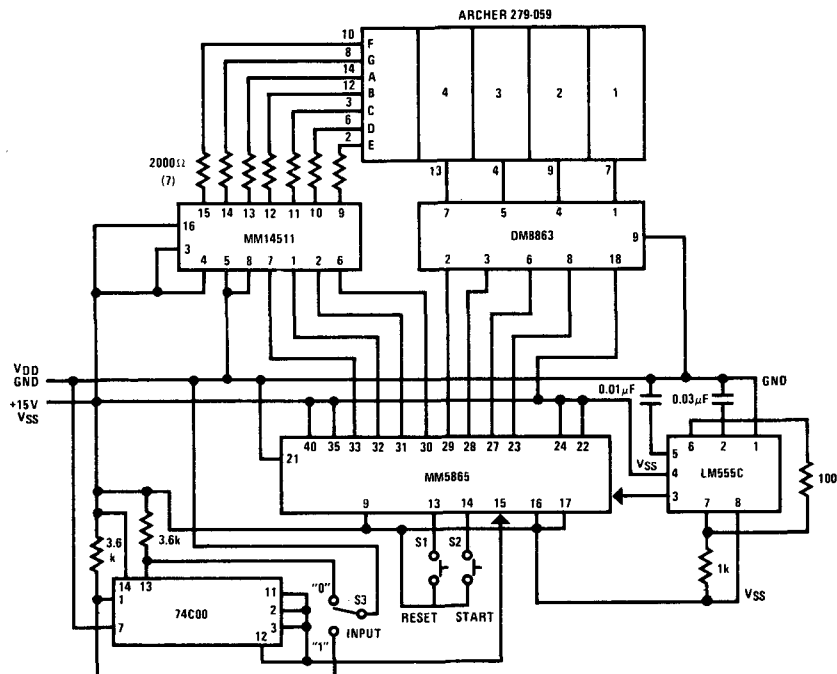 ARCHER 279-059
10 F
8 G
14 A
12 B
3 C
6 D
2 E
4 3 2 1
2000Ω
(7)
13 4 9 7
15 14 13 12 11 10 9
16
MM14511
3
4 5 8 7 1 2 6
7 5 4 1
DM8863
9
2 3 6 8 18
VDD
GND
+15V
VSS
0.01µF
0.03µF
GND
40 35 33 32 31 30 29 28 27 23 24 22
21
MM5865
9 13 14 15 16 17
6 2 1
5
VSS 4
LM555C
3
7 8
100
1k
VSS
3.6
k
3.6k
S1 S2
RESET START
14 13
1
74C00
11
2
7
3
12
"0"
S3
INPUT
"1"